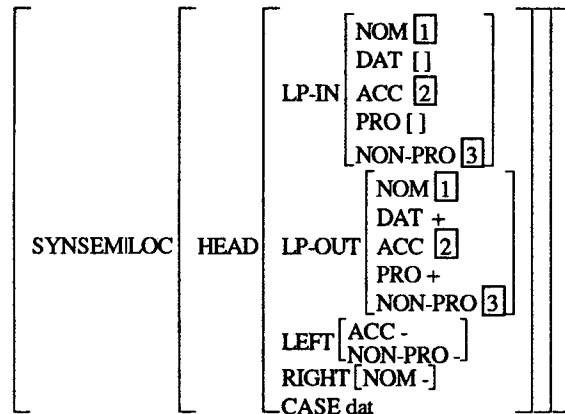 NOM 1
DAT [ ]
LP-IN ACC 2
PRO [ ]
NON-PRO 3
NOM 1
DAT +
SYNSEM|LOC HEAD LP-OUT ACC 2
PRO +
NON-PRO 3
LEFT [ACC -
NON-PRO -]
RIGHT [NOM -]
CASE dat